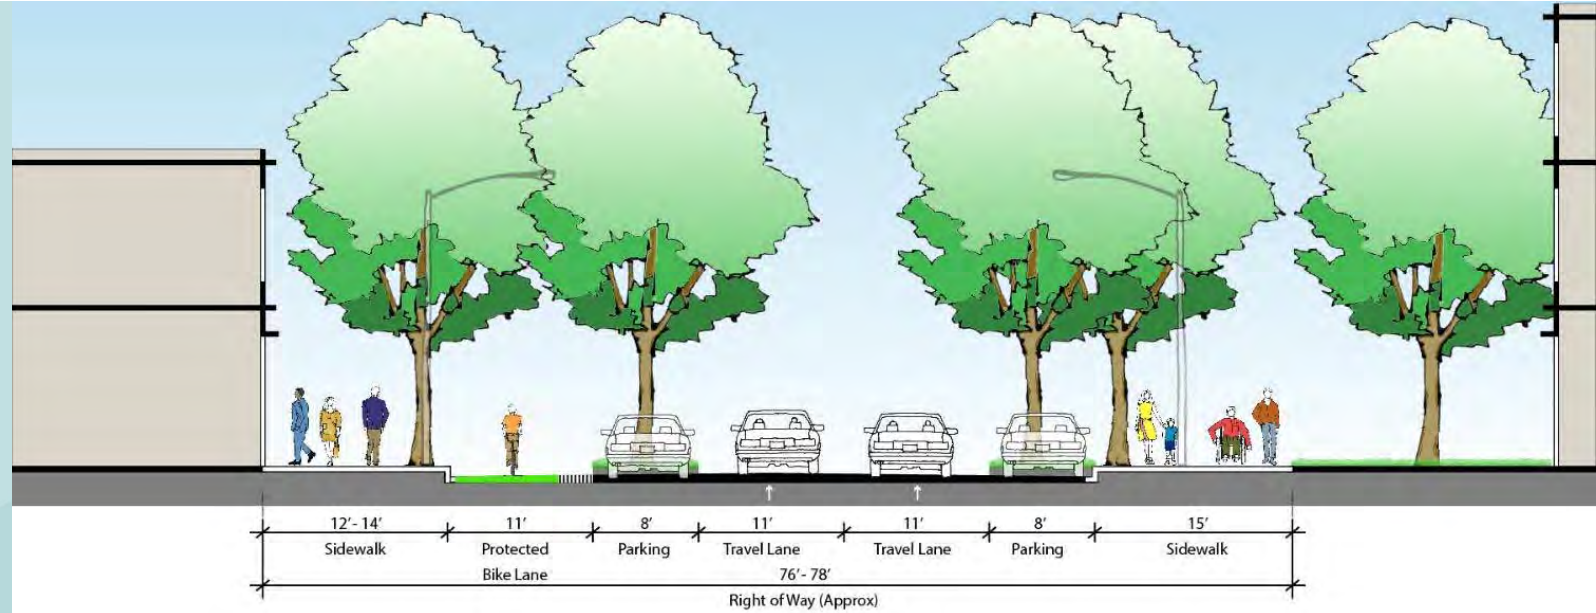 12'- 14' 11' 8' 11' 11' 8' 15'
Sidewalk Protected Parking Travel Lane Travel Lane Parking Sidewalk
Bike Lane 76'- 78'
Right of Way (Approx)